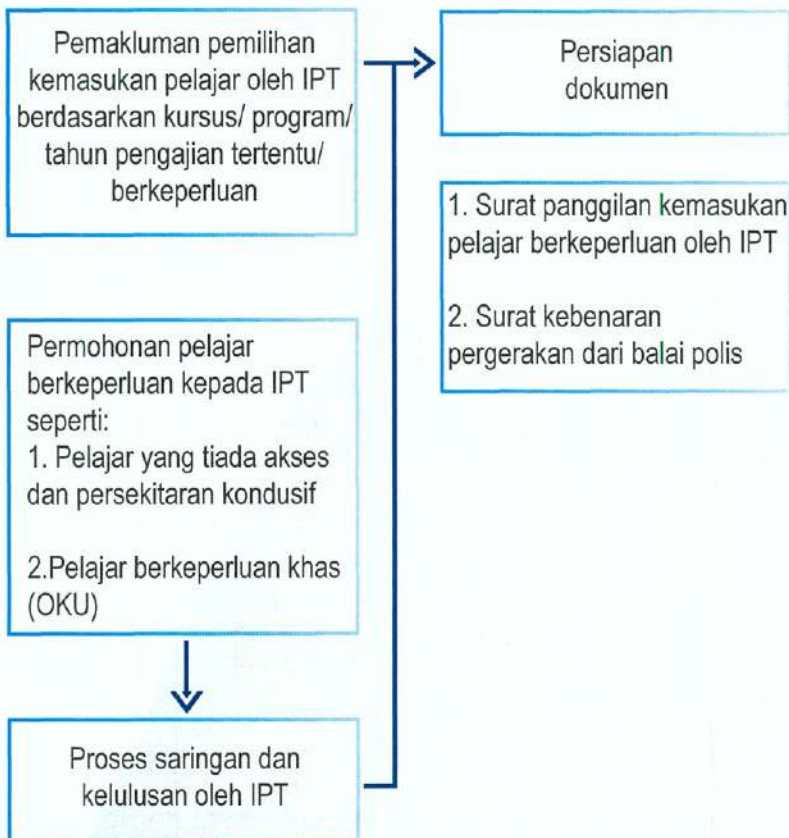 Pemakluman pemilihan
kemasukan pelajar oleh IPT
berdasarkan kursus/ program/
tahun pengajian tertentu/
berkeperluan
Persiapan
dokumen
1. Surat panggilan kemasukan
pelajar berkeperluan oleh IPT
2. Surat kebenaran
pergerakan dari balai polis
Permohonan pelajar
berkeperluan kepada IPT
seperti:
1. Pelajar yang tiada akses
dan persekitaran kondusif
2.Pelajar berkeperluan khas
(OKU)
Proses saringan dan
kelulusan oleh IPT